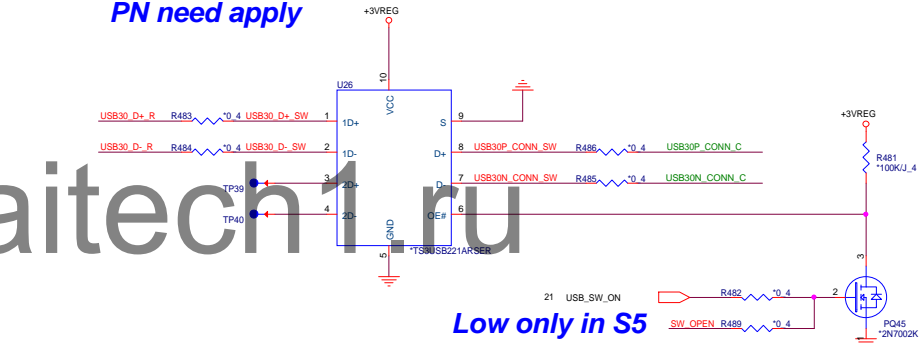 PN need apply
+3VREG
U26
10
VCC
USB30_D+_R R483 *0_4 USB30_D+_SW 1 1D+
S 9
USB30_D-_R R484 *0_4 USB30_D-_SW 2 1D-
D+ 8 USB30P_CONN_SW R486 *0_4 USB30P_CONN_C
TP39 3 2D+
D- 7 USB30N_CONN_SW R485 *0_4 USB30N_CONN_C
TP40 4 2D-
OE# 6
GND
5
*TS3USB221ARSER
+3VREG
R481
*100K/J_4
3
21 USB_SW_ON R482 *0_4 2
SW_OPEN R489 *0_4
PQ45
*2N7002K
Low only in S5
aitech1.ru